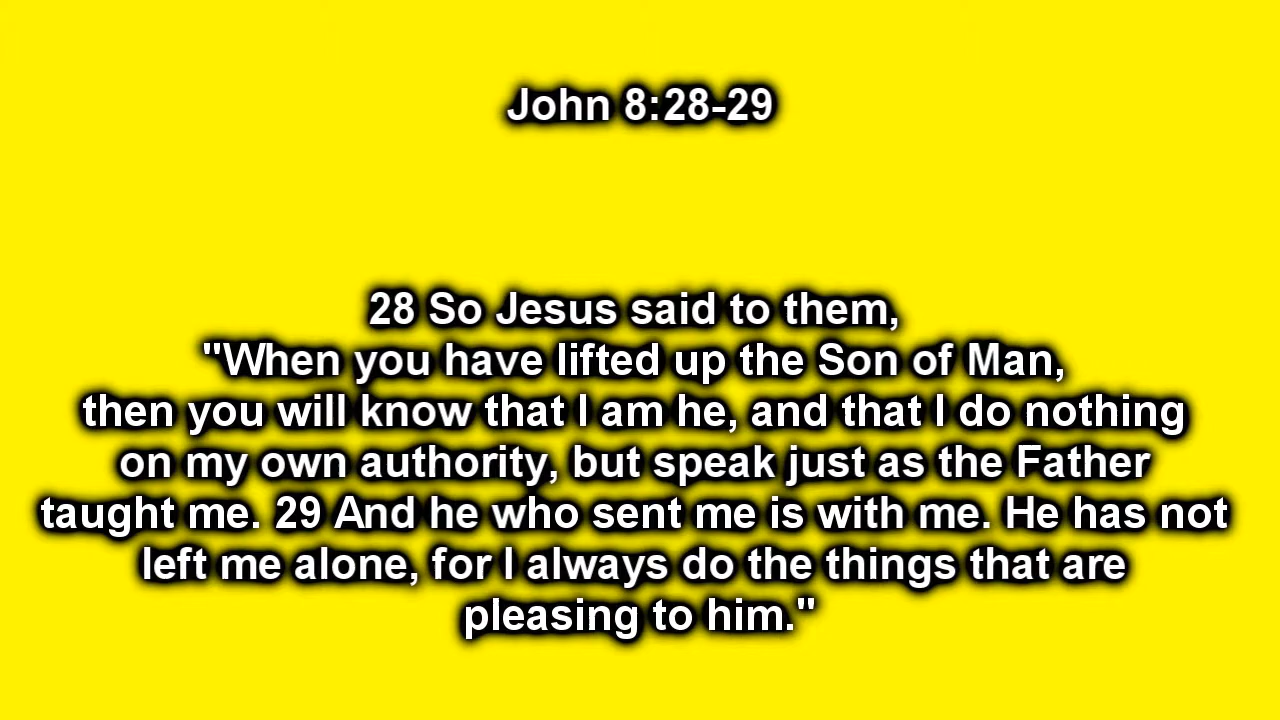 John 8:28-29
28 So Jesus said to them,
"When you have lifted up the Son of Man,
then you will know that I am he, and that I do nothing
on my own authority, but speak just as the Father
taught me. 29 And he who sent me is with me. He has not
left me alone, for I always do the things that are
pleasing to him."